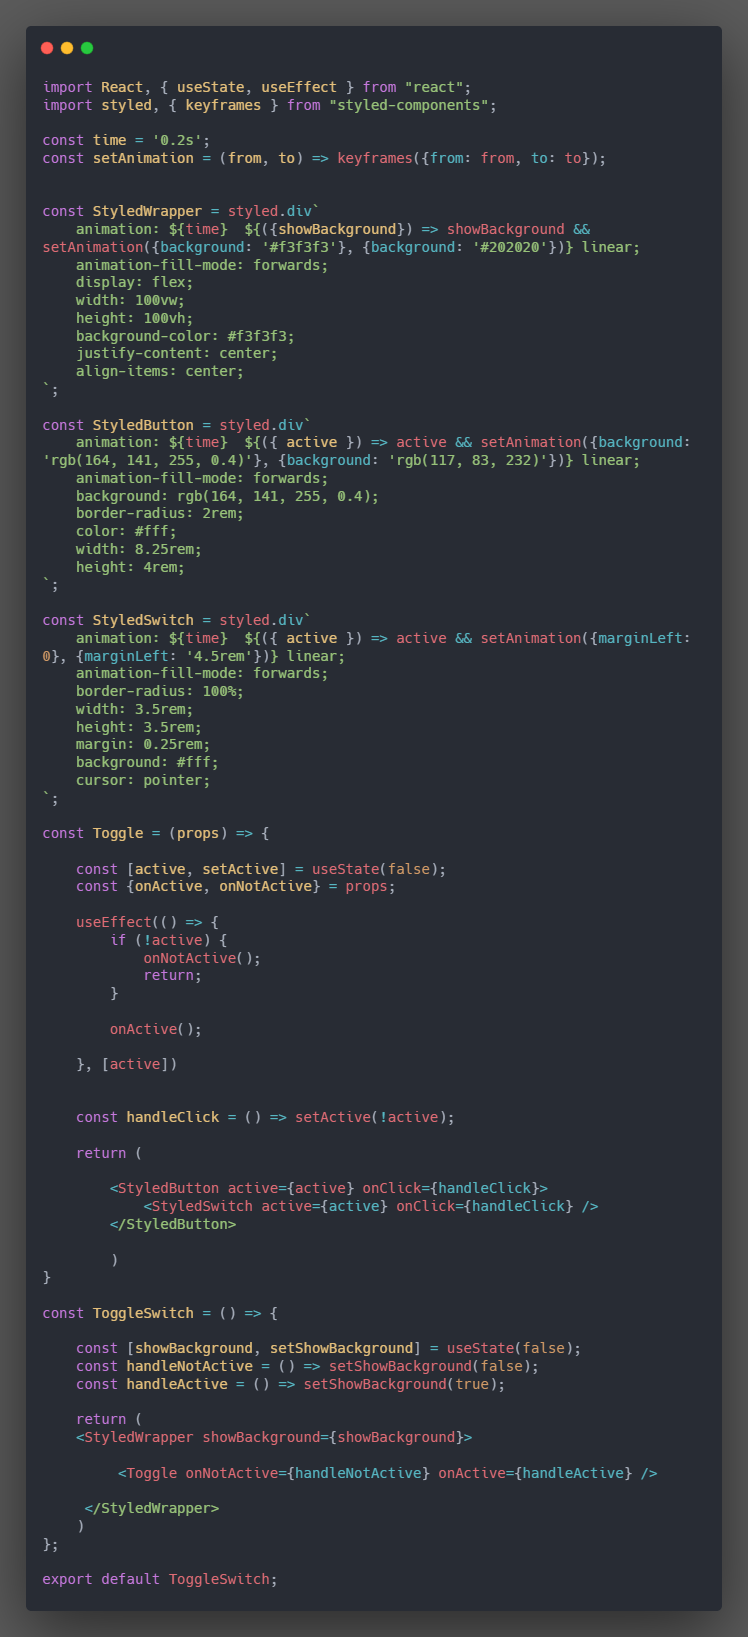 import React, { useState, useEffect } from "react";
import styled, { keyframes } from "styled-components";

const time = '0.2s';
const setAnimation = (from, to) => keyframes({from: from, to: to});


const StyledWrapper = styled.div`
    animation: ${time}  ${({showBackground}) => showBackground &&
setAnimation({background: '#f3f3f3'}, {background: '#202020'})} linear;
    animation-fill-mode: forwards;
    display: flex;
    width: 100vw;
    height: 100vh;
    background-color: #f3f3f3;
    justify-content: center;
    align-items: center;
`;

const StyledButton = styled.div`
    animation: ${time}  ${({ active }) => active && setAnimation({background:
'rgb(164, 141, 255, 0.4)'}, {background: 'rgb(117, 83, 232)'})} linear;
    animation-fill-mode: forwards;
    background: rgb(164, 141, 255, 0.4);
    border-radius: 2rem;
    color: #fff;
    width: 8.25rem;
    height: 4rem;
`;

const StyledSwitch = styled.div`
    animation: ${time}  ${({ active }) => active && setAnimation({marginLeft:
0}, {marginLeft: '4.5rem'})} linear;
    animation-fill-mode: forwards;
    border-radius: 100%;
    width: 3.5rem;
    height: 3.5rem;
    margin: 0.25rem;
    background: #fff;
    cursor: pointer;
`;

const Toggle = (props) => {

    const [active, setActive] = useState(false);
    const {onActive, onNotActive} = props;

    useEffect(() => {
        if (!active) {
            onNotActive();
            return;
        }

        onActive();

    }, [active])


    const handleClick = () => setActive(!active);

    return (

        <StyledButton active={active} onClick={handleClick}>
            <StyledSwitch active={active} onClick={handleClick} />
        </StyledButton>

        )
}

const ToggleSwitch = () => {

    const [showBackground, setShowBackground] = useState(false);
    const handleNotActive = () => setShowBackground(false);
    const handleActive = () => setShowBackground(true);

    return (
    <StyledWrapper showBackground={showBackground}>

         <Toggle onNotActive={handleNotActive} onActive={handleActive} />

     </StyledWrapper>
    )
};

export default ToggleSwitch;